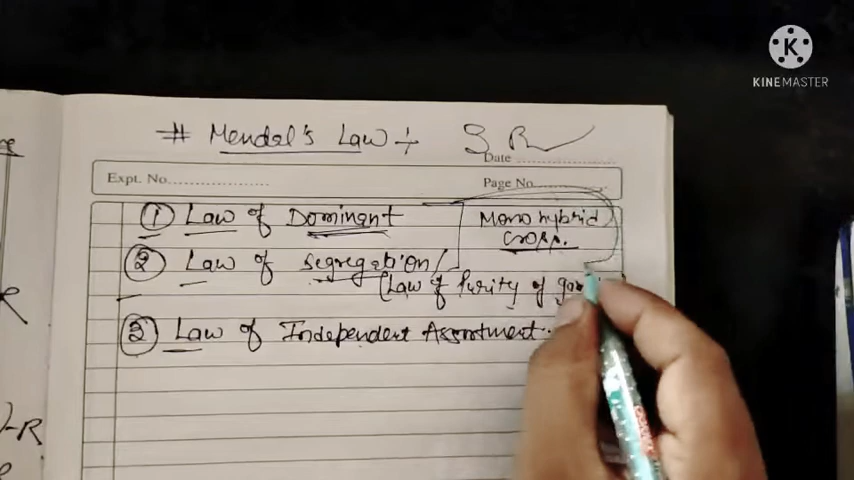 K
KINEMASTER
# Mendel's Law ÷
Date
Expt. No.
Page No.
① Law of Dominant
Mono hybrid
Cross.
② Law of segregation/
(Law of Purity of
② Law of Independent Assortment.
R
)-R